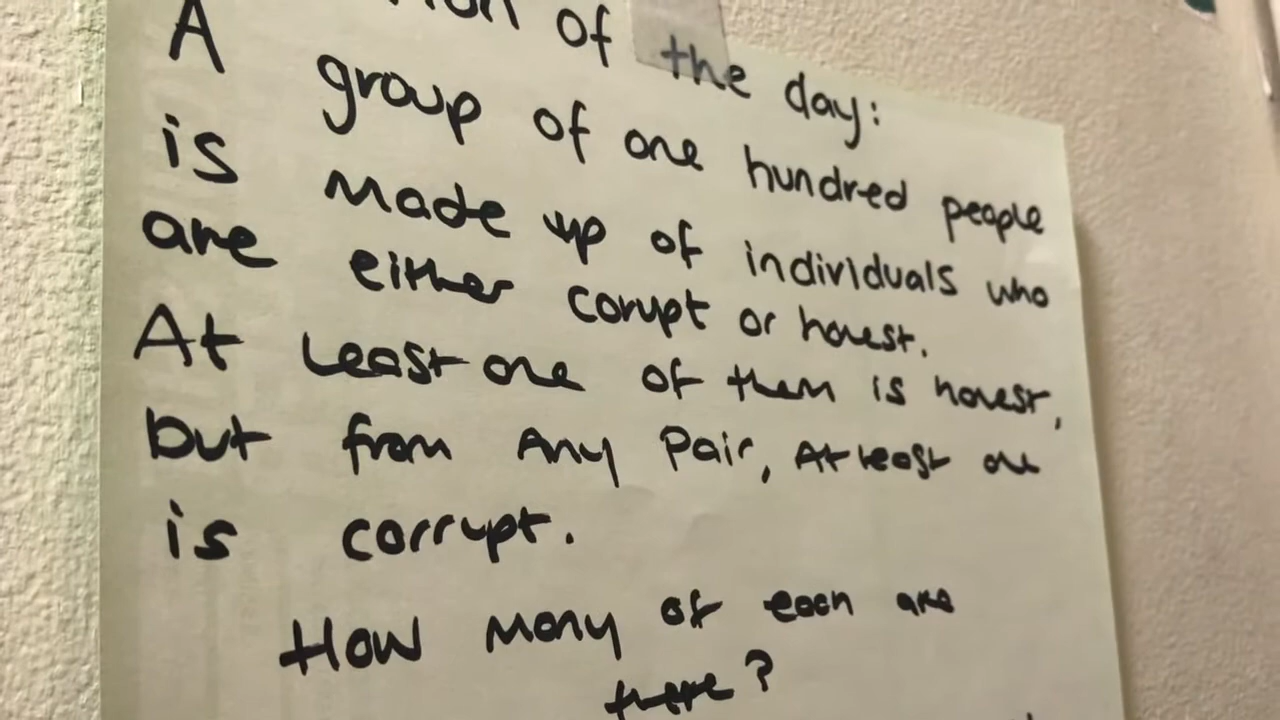 of the day:
A group of one hundred people
is made up of individuals who
are either corupt or honest.
At least one of them is honest,
but from Any Pair, At least one
is corrupt.
How many of each are
there?